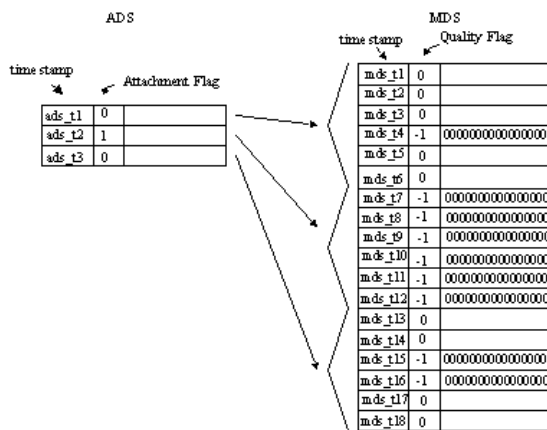 ADS
MDS
time stamp
Quality Flag
time stamp
Attachment Flag
ads_t1 0
ads_t2 1
ads_t3 0
mds_t1 0
mds_t2 0
mds_t3 0
mds_t4 -1 0000000000000000
mds_t5 0
mds_t6 0
mds_t7 -1 0000000000000000
mds_t8 -1 0000000000000000
mds_t9 -1 0000000000000000
mds_t10 -1 0000000000000000
mds_t11 -1 0000000000000000
mds_t12 -1 0000000000000000
mds_t13 0
mds_t14 0
mds_t15 -1 0000000000000000
mds_t16 -1 0000000000000000
mds_t17 0
mds_t18 0